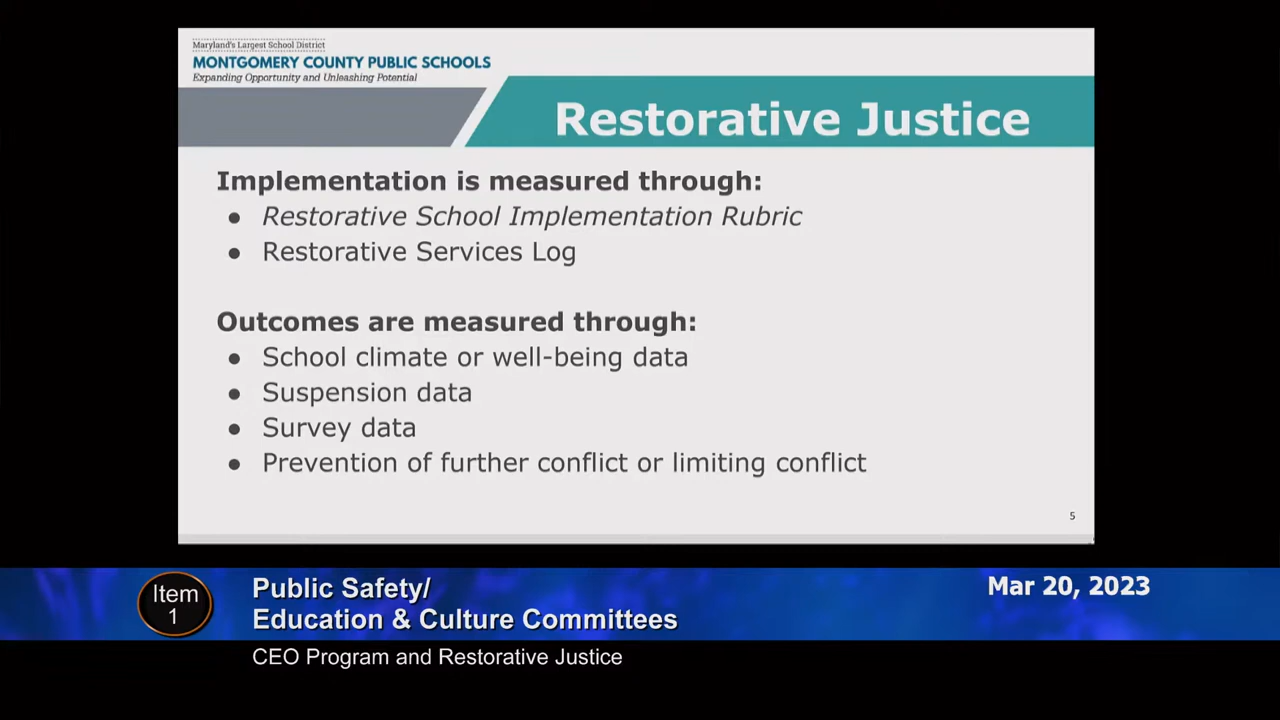 Maryland's Largest School District
MONTGOMERY COUNTY PUBLIC SCHOOLS
Expanding Opportunity and Unleashing Potential
Restorative Justice
Implementation is measured through:
● Restorative School Implementation Rubric
● Restorative Services Log
Outcomes are measured through:
● School climate or well-being data
● Suspension data
● Survey data
● Prevention of further conflict or limiting conflict
5
Item
1
Public Safety/
Education & Culture Committees
Mar 20, 2023
CEO Program and Restorative Justice